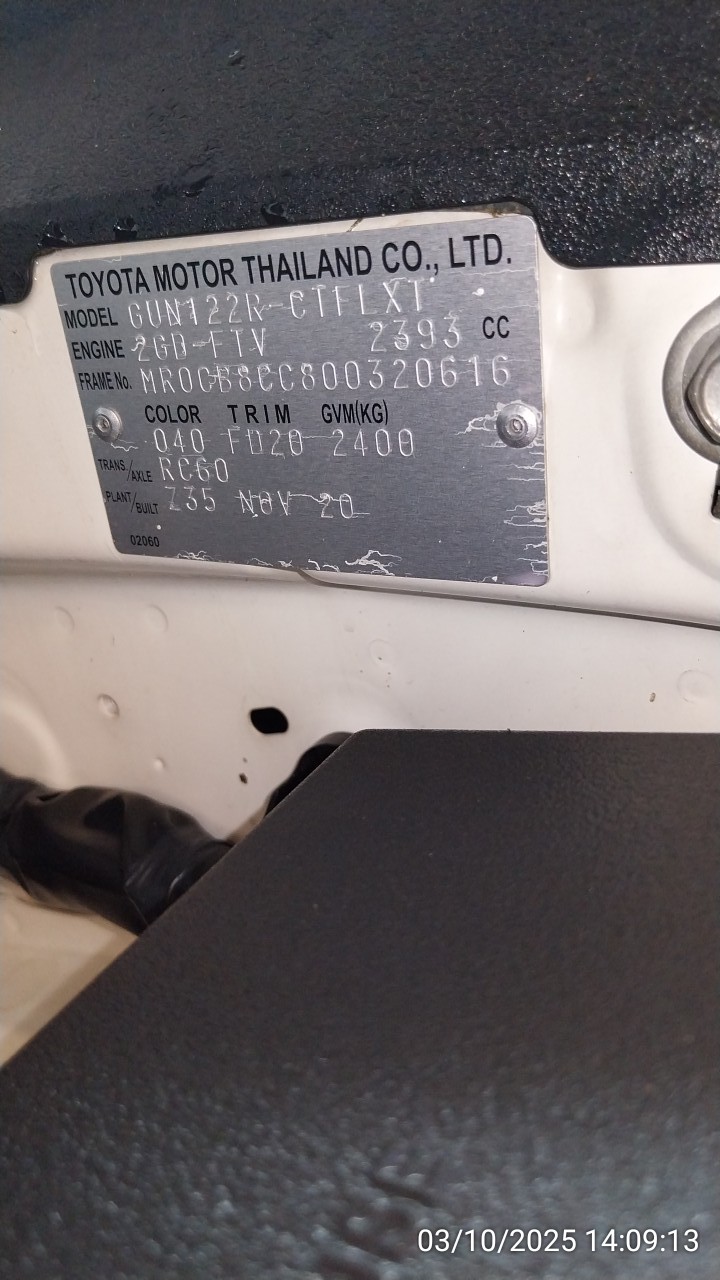 TOYOTA MOTOR THAILAND CO., LTD.
MODEL GUN122R-CTFLXT
ENGINE 2GD-FTV 2393 CC
FRAME No. MR0CB8CC800320616
COLOR TRIM GVM(KG)
040 FD20 2400
TRANS./AXLE RC60
PLANT/BUILT Z35 NOV 20
02060
03/10/2025 14:09:13